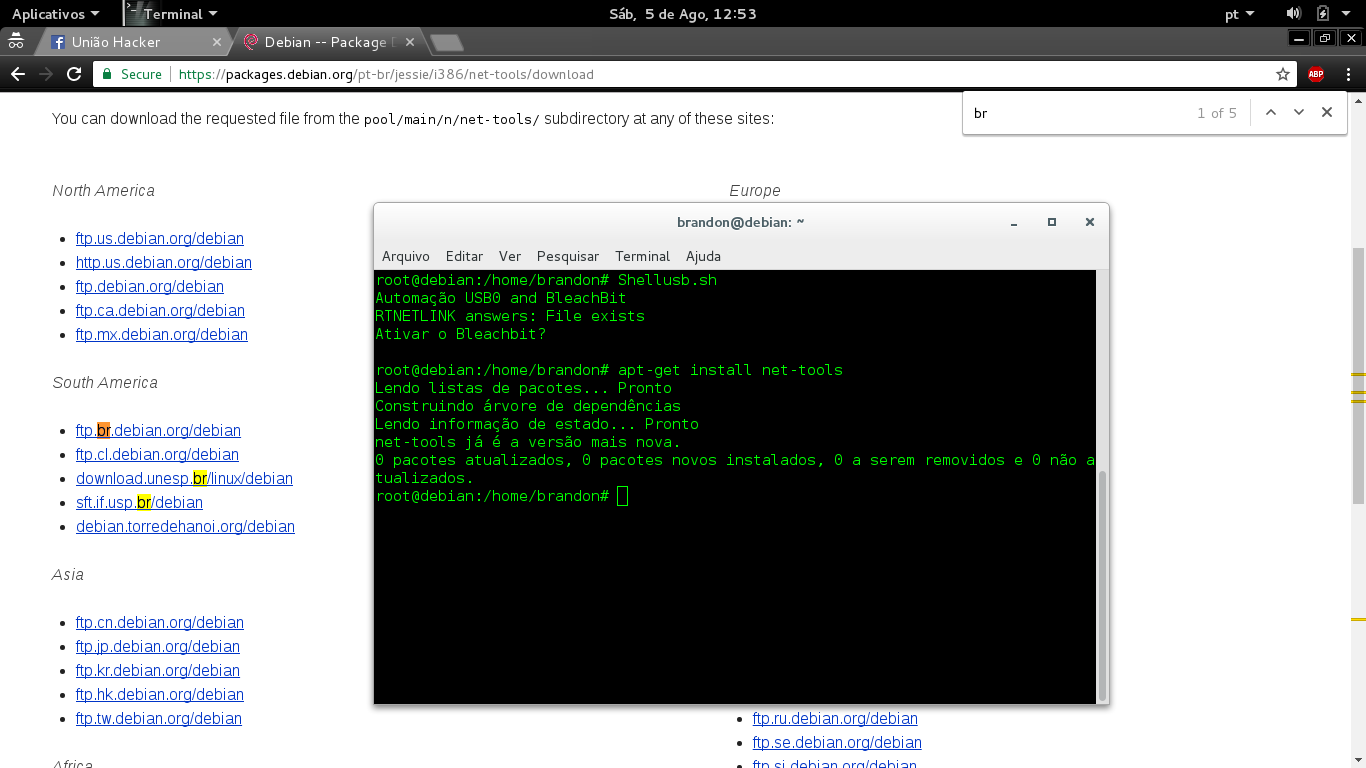 Aplicativos Terminal Sáb, 5 de Ago, 12:53 pt
União Hacker Debian -- Package D
Secure https://packages.debian.org/pt-br/jessie/i386/net-tools/download ABP
br 1 of 5
You can download the requested file from the pool/main/n/net-tools/ subdirectory at any of these sites:
North America
ftp.us.debian.org/debian
http.us.debian.org/debian
ftp.debian.org/debian
ftp.ca.debian.org/debian
ftp.mx.debian.org/debian
South America
ftp.br.debian.org/debian
ftp.cl.debian.org/debian
download.unesp.br/linux/debian
sft.if.usp.br/debian
debian.torredehanoi.org/debian
Asia
ftp.cn.debian.org/debian
ftp.jp.debian.org/debian
ftp.kr.debian.org/debian
ftp.hk.debian.org/debian
ftp.tw.debian.org/debian
Africa
Europe
brandon@debian: ~
Arquivo Editar Ver Pesquisar Terminal Ajuda
root@debian:/home/brandon# Shellusb.sh
Automação USB0 and BleachBit
RTNETLINK answers: File exists
Ativar o Bleachbit?
root@debian:/home/brandon# apt-get install net-tools
Lendo listas de pacotes... Pronto
Construindo árvore de dependências
Lendo informação de estado... Pronto
net-tools já é a versão mais nova.
0 pacotes atualizados, 0 pacotes novos instalados, 0 a serem removidos e 0 não a
tualizados.
root@debian:/home/brandon#
ftp.ru.debian.org/debian
ftp.se.debian.org/debian
ftp.si.debian.org/debian